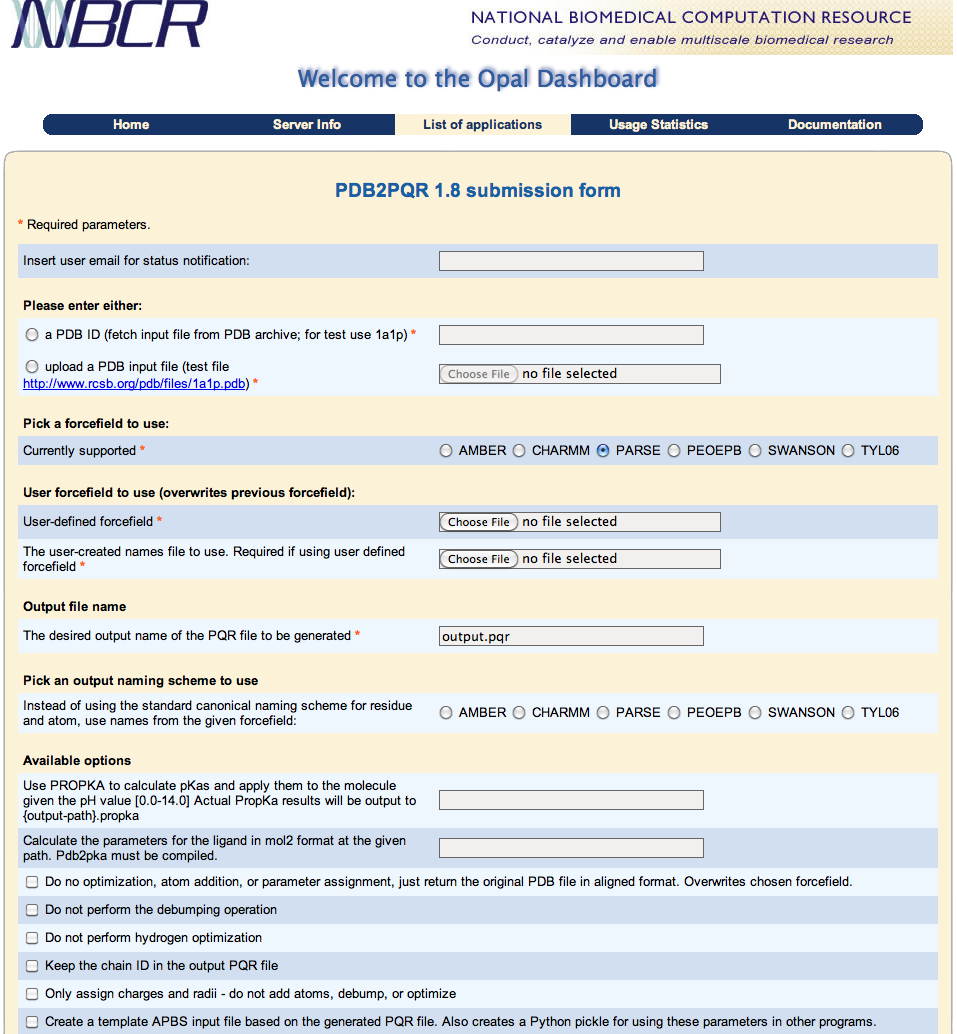 NBCR
NATIONAL BIOMEDICAL COMPUTATION RESOURCE
Conduct, catalyze and enable multiscale biomedical research
Welcome to the Opal Dashboard
Home Server Info List of applications Usage Statistics Documentation
PDB2PQR 1.8 submission form
* Required parameters.
Insert user email for status notification:
Please enter either:
a PDB ID (fetch input file from PDB archive; for test use 1a1p) *
upload a PDB input file (test file
http://www.rcsb.org/pdb/files/1a1p.pdb) *
Choose File no file selected
Pick a forcefield to use:
Currently supported * AMBER CHARMM PARSE PEOEPB SWANSON TYL06
User forcefield to use (overwrites previous forcefield):
User-defined forcefield * Choose File no file selected
The user-created names file to use. Required if using user defined
forcefield *
Choose File no file selected
Output file name
The desired output name of the PQR file to be generated * output.pqr
Pick an output naming scheme to use
Instead of using the standard canonical naming scheme for residue
and atom, use names from the given forcefield:
AMBER CHARMM PARSE PEOEPB SWANSON TYL06
Available options
Use PROPKA to calculate pKas and apply them to the molecule
given the pH value [0.0-14.0] Actual PropKa results will be output to
{output-path}.propka
Calculate the parameters for the ligand in mol2 format at the given
path. Pdb2pka must be compiled.
Do no optimization, atom addition, or parameter assignment, just return the original PDB file in aligned format. Overwrites chosen forcefield.
Do not perform the debumping operation
Do not perform hydrogen optimization
Keep the chain ID in the output PQR file
Only assign charges and radii - do not add atoms, debump, or optimize
Create a template APBS input file based on the generated PQR file. Also creates a Python pickle for using these parameters in other programs.